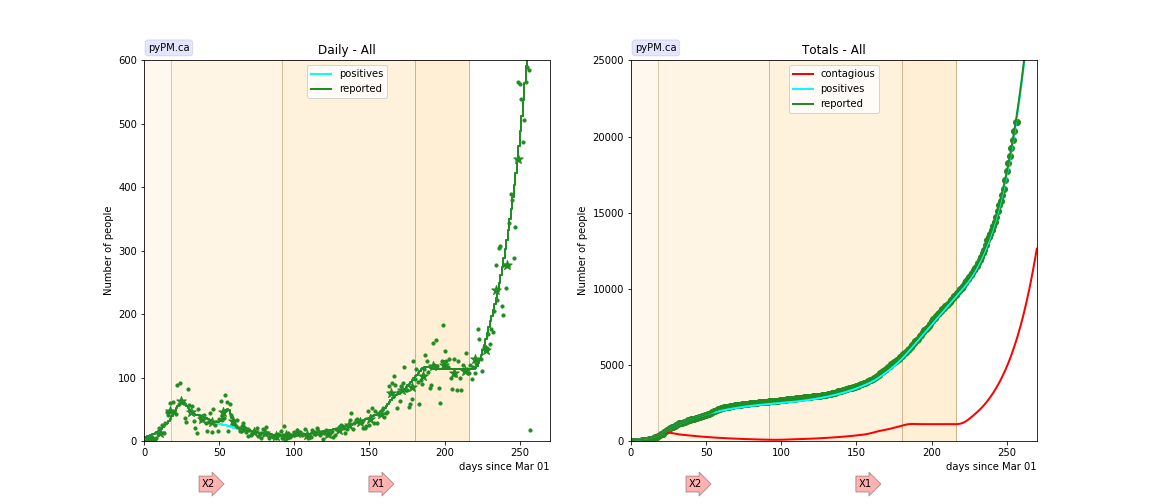 pyPM.ca
Daily - All
positives
reported
Number of people
600
500
400
300
200
100
0
0 50 100 150 200 250
days since Mar 01
X2
X1
pyPM.ca
Totals - All
contagious
positives
reported
Number of people
25000
20000
15000
10000
5000
0
0 50 100 150 200 250
days since Mar 01
X2
X1